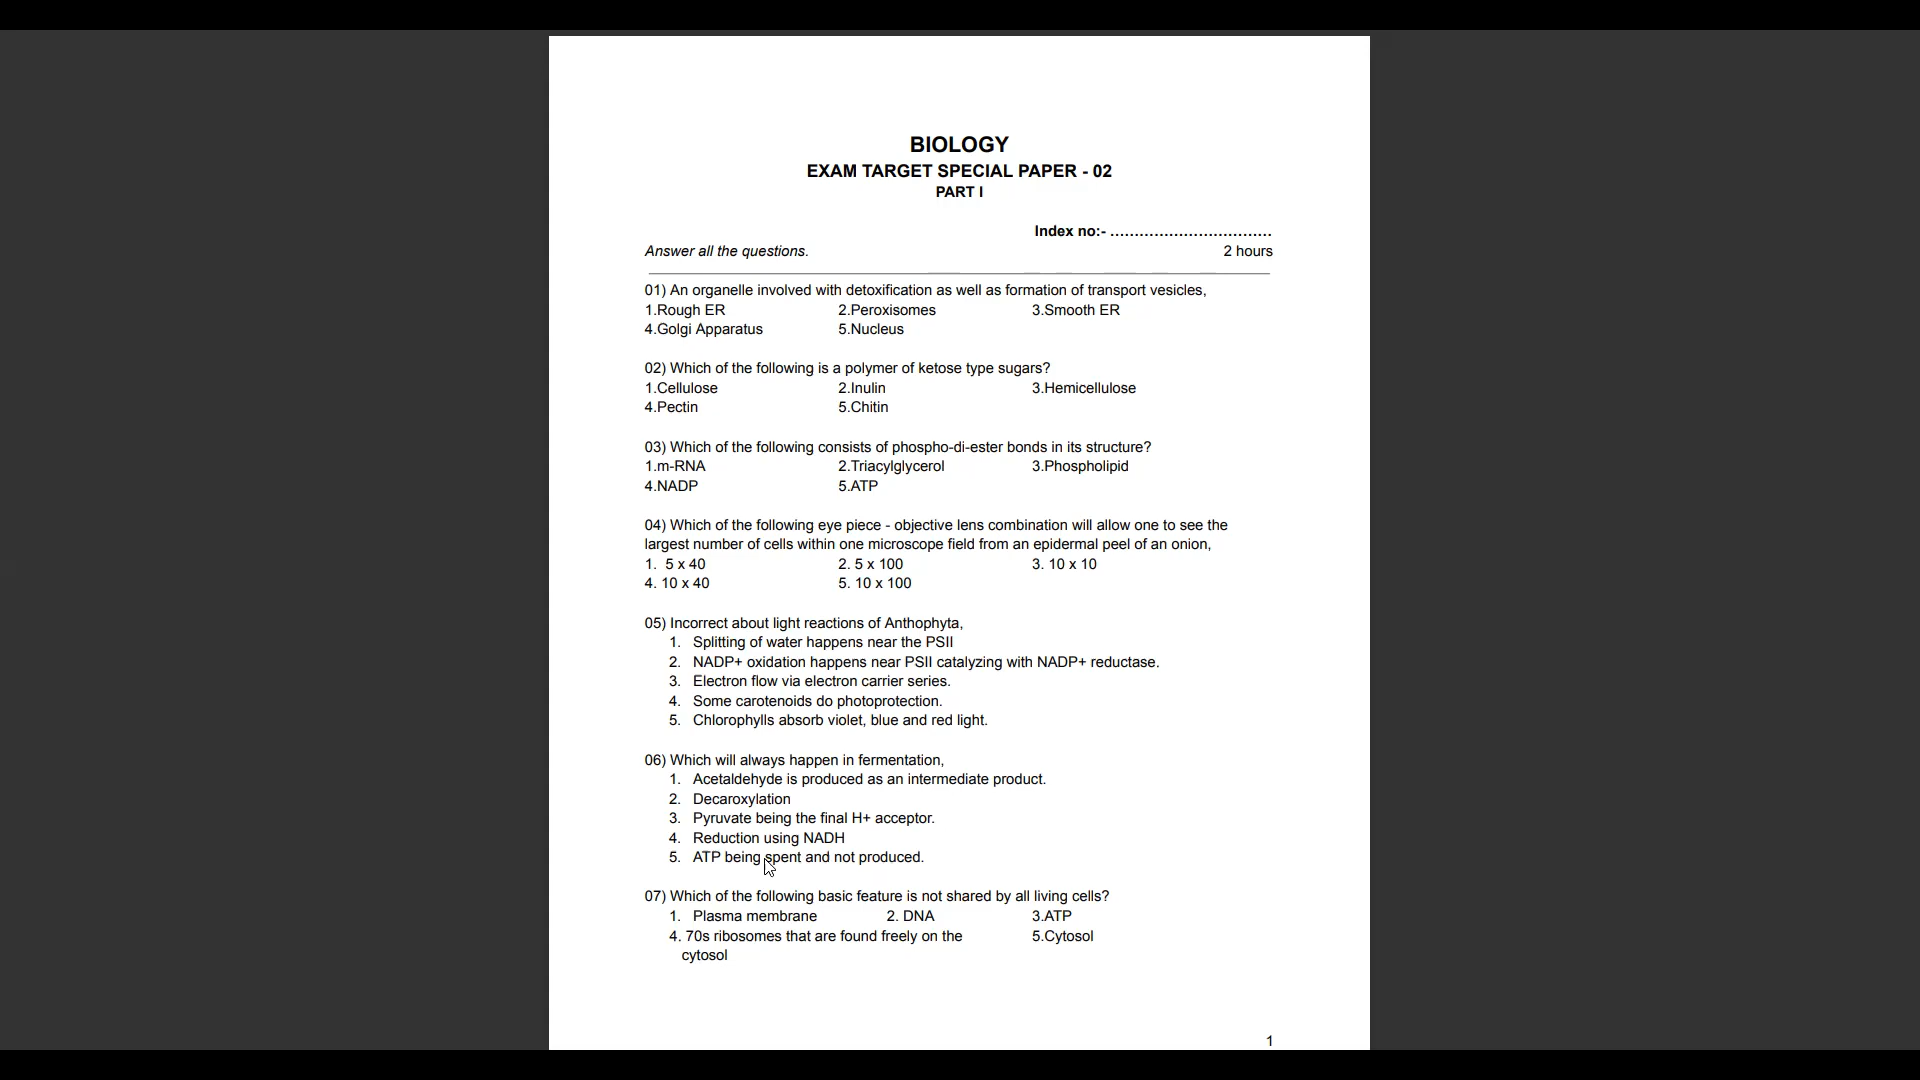 BIOLOGY
EXAM TARGET SPECIAL PAPER - 02
PART I
Index no:- .................................
Answer all the questions. 2 hours
01) An organelle involved with detoxification as well as formation of transport vesicles,
1.Rough ER 2.Peroxisomes 3.Smooth ER
4.Golgi Apparatus 5.Nucleus
02) Which of the following is a polymer of ketose type sugars?
1.Cellulose 2.Inulin 3.Hemicellulose
4.Pectin 5.Chitin
03) Which of the following consists of phospho-di-ester bonds in its structure?
1.m-RNA 2.Triacylglycerol 3.Phospholipid
4.NADP 5.ATP
04) Which of the following eye piece - objective lens combination will allow one to see the
largest number of cells within one microscope field from an epidermal peel of an onion,
1. 5 x 40 2. 5 x 100 3. 10 x 10
4. 10 x 40 5. 10 x 100
05) Incorrect about light reactions of Anthophyta,
1. Splitting of water happens near the PSII
2. NADP+ oxidation happens near PSII catalyzing with NADP+ reductase.
3. Electron flow via electron carrier series.
4. Some carotenoids do photoprotection.
5. Chlorophylls absorb violet, blue and red light.
06) Which will always happen in fermentation,
1. Acetaldehyde is produced as an intermediate product.
2. Decaroxylation
3. Pyruvate being the final H+ acceptor.
4. Reduction using NADH
5. ATP being spent and not produced.
07) Which of the following basic feature is not shared by all living cells?
1. Plasma membrane 2. DNA 3.ATP
4. 70s ribosomes that are found freely on the 5.Cytosol
cytosol
1